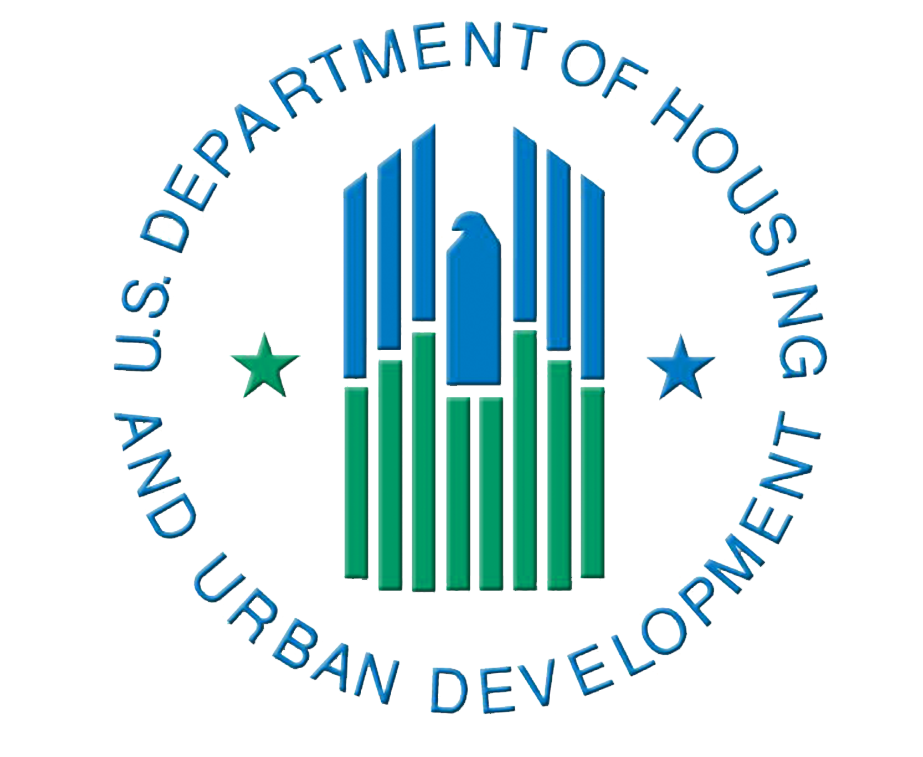 U.S. DEPARTMENT OF HOUSING
AND URBAN DEVELOPMENT